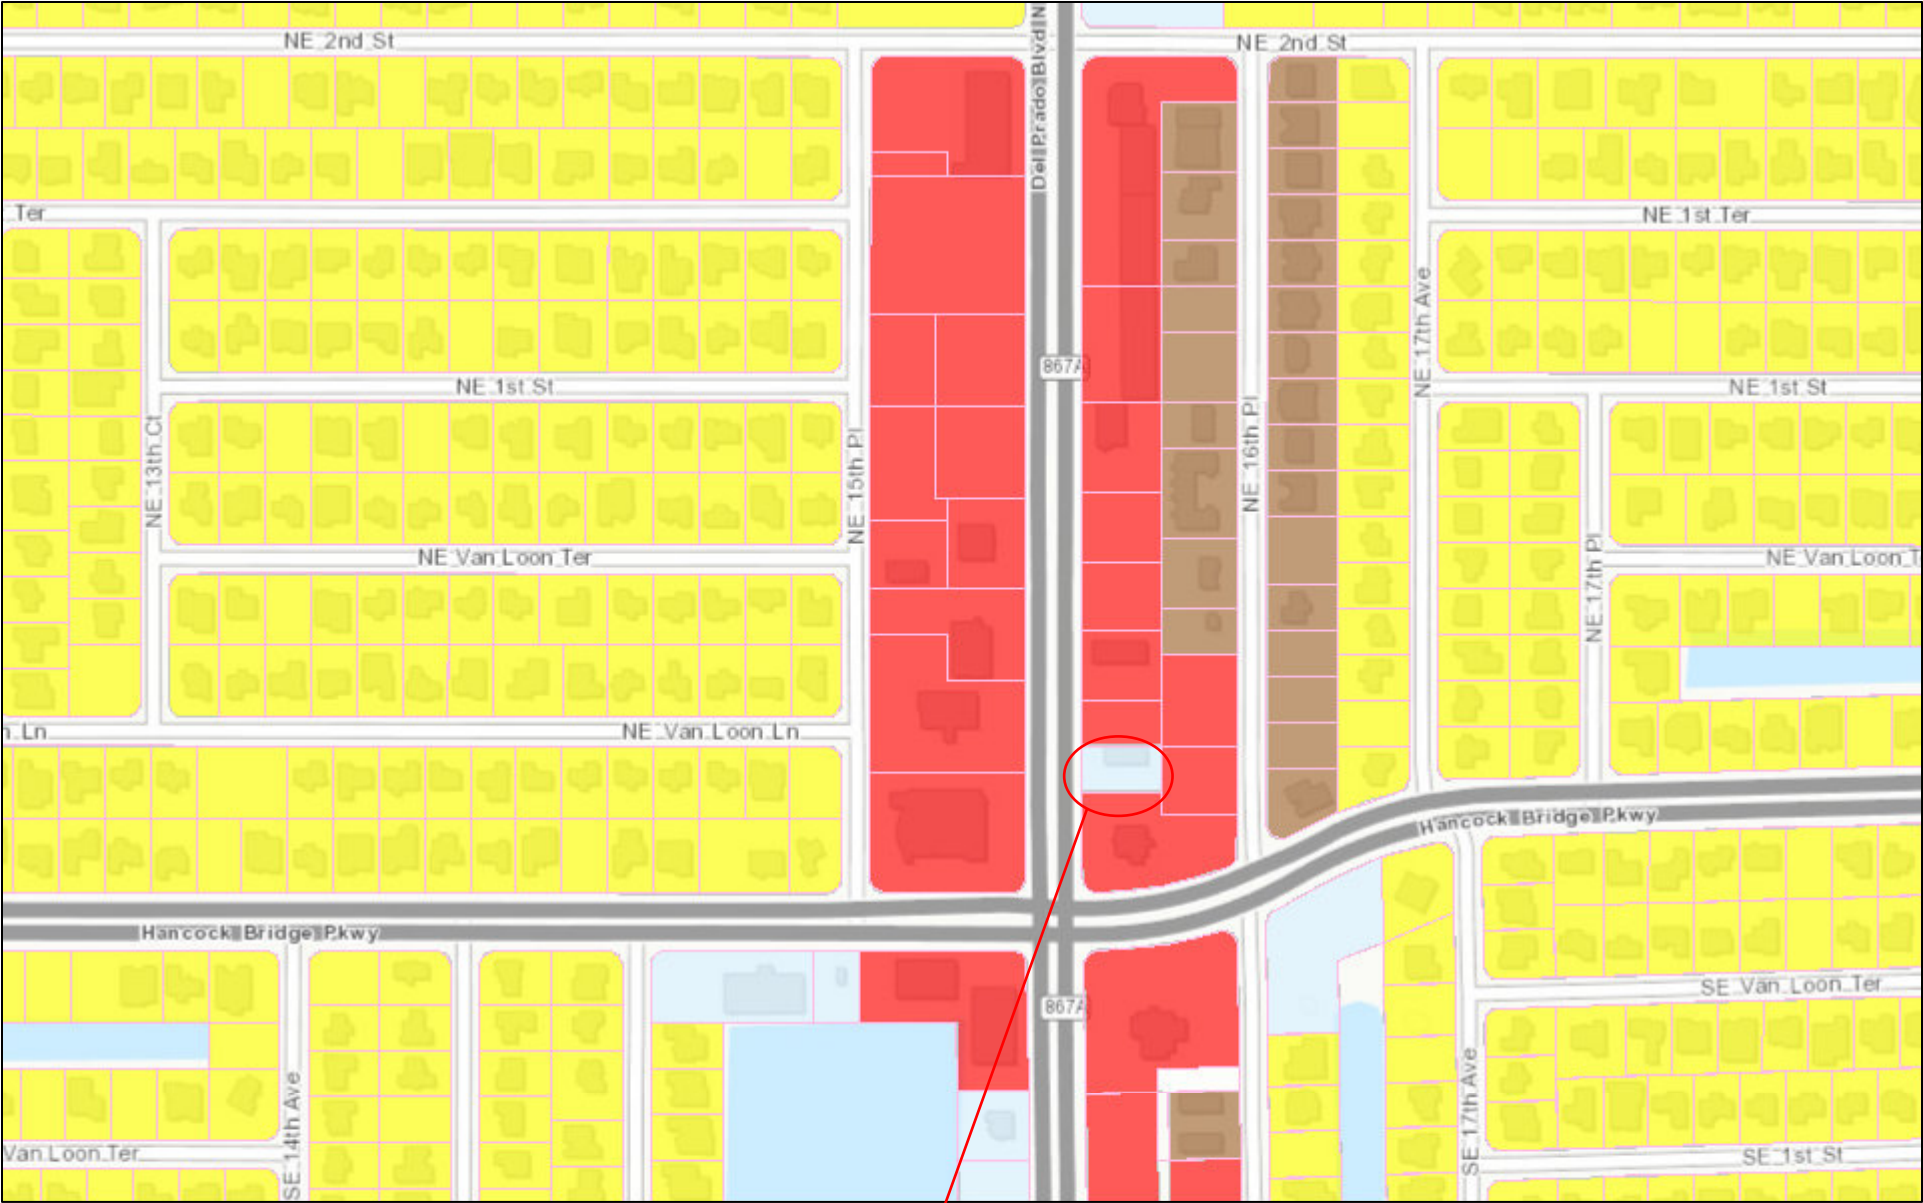 NE 2nd St
NE 2nd St
Del Prado Blvd N
Ter
NE 1st Ter
NE 17th Ave
867A
NE 1st St
NE 1st St
NE 13th Ct
NE 15th Pl
NE 16th Pl
NE Van Loon Ter
NE Van Loon T
NE 17th Pl
n Ln
NE Van Loon Ln
Hancock Bridge Pkwy
Hancock Bridge Pkwy
SE Van Loon Ter
867A
SE 14th Ave
SE 17th Ave
Van Loon Ter
SE 1st St